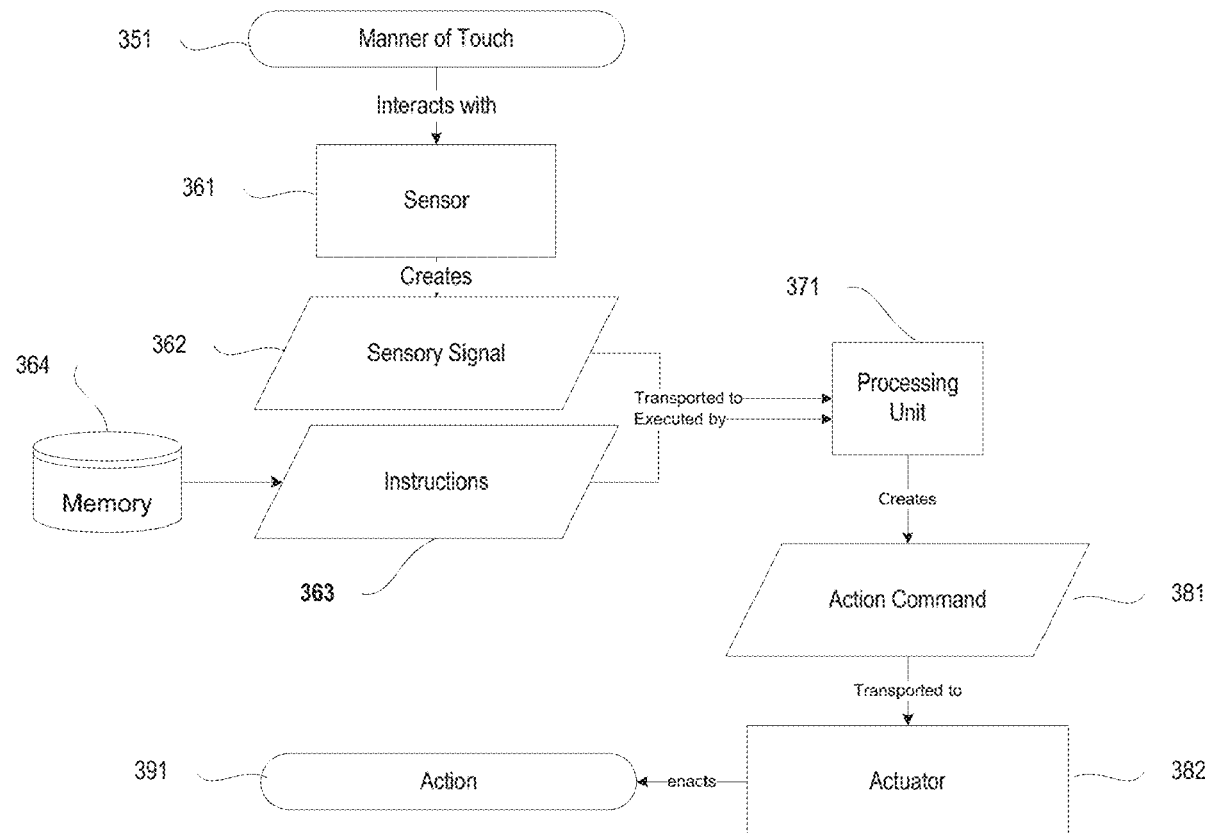 351
Manner of Touch
Interacts with
361
Sensor
Creates
371
362
Sensory Signal
364
Transported to
Executed by
Processing
Unit
Memory
Instructions
363
Creates
Action Command
381
Transported to
391
Action
enacts
Actuator
382